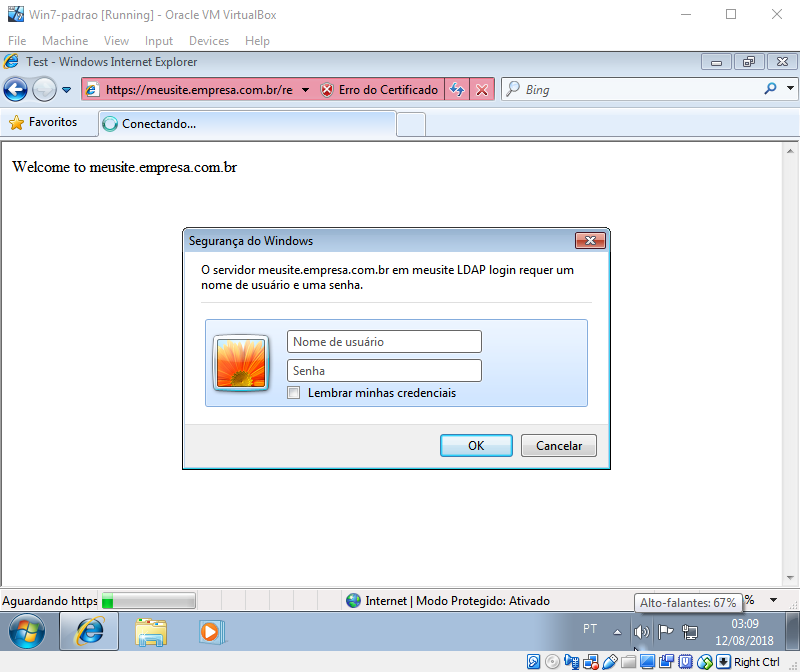 Win7-padrao [Running] - Oracle VM VirtualBox
File Machine View Input Devices Help
Test - Windows Internet Explorer
https://meusite.empresa.com.br/re Erro do Certificado Bing
Favoritos Conectando...
Welcome to meusite.empresa.com.br
Segurança do Windows
O servidor meusite.empresa.com.br em meusite LDAP login requer um
nome de usuário e uma senha.
Nome de usuário
Senha
Lembrar minhas credenciais
OK Cancelar
Aguardando https Internet | Modo Protegido: Ativado %
Alto-falantes: 67%
PT 03:09
12/08/2018
Right Ctrl